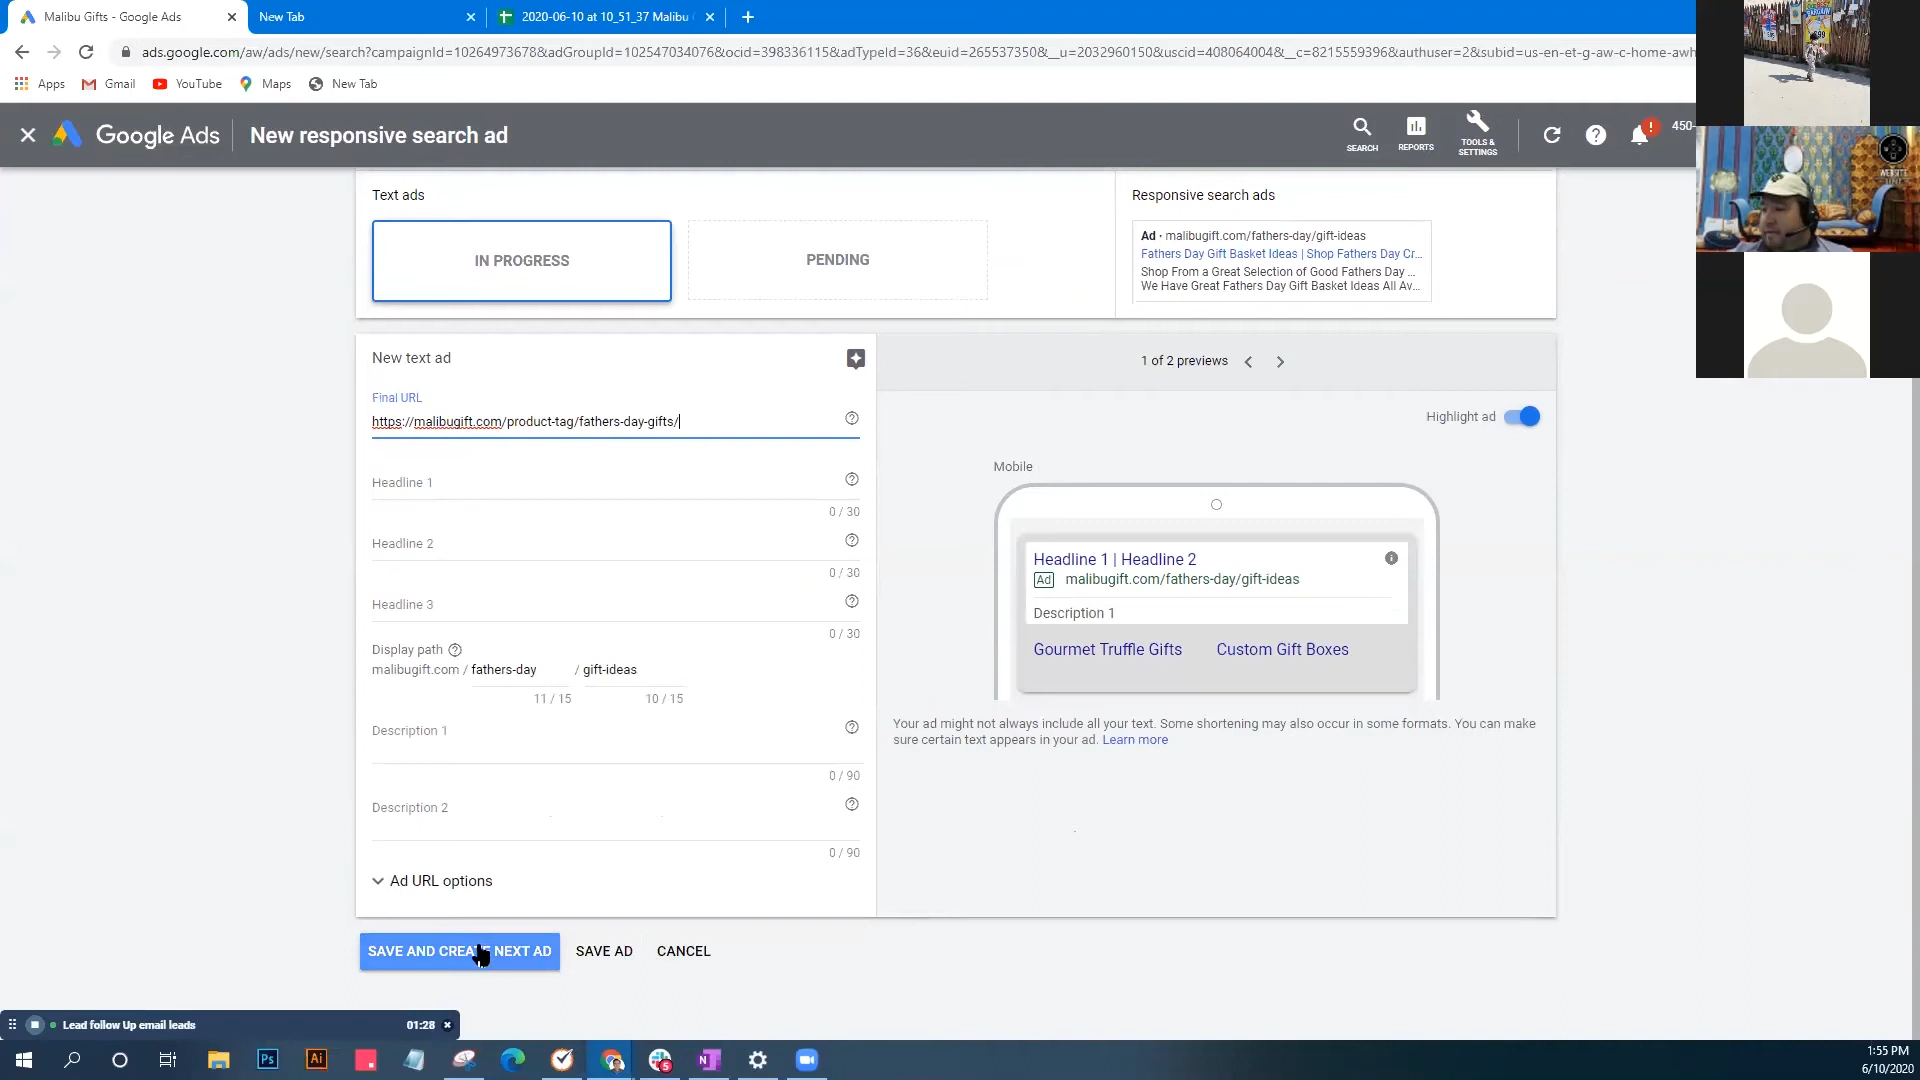 Malibu Gifts - Google Ads
New Tab
2020-06-10 at 10_51_37 Malibu
ads.google.com/aw/ads/new/search?campaignId=10264973678&adGroupId=102547034076&ocid=398336115&adTypeId=36&euid=265537350&__u=2032960150&uscid=408064004&__c=8215559396&authuser=2&subid=us-en-et-g-aw-c-home-awh
Apps
Gmail
YouTube
Maps
New Tab
Google Ads
New responsive search ad
SEARCH
REPORTS
TOOLS & SETTINGS
450-
Text ads
IN PROGRESS
PENDING
Responsive search ads
Ad · malibugift.com/fathers-day/gift-ideas
Fathers Day Gift Basket Ideas | Shop Fathers Day Cr...
Shop From a Great Selection of Good Fathers Day ...
We Have Great Fathers Day Gift Basket Ideas All Av...
New text ad
Final URL
https://malibugift.com/product-tag/fathers-day-gifts/
Headline 1
0 / 30
Headline 2
0 / 30
Headline 3
0 / 30
Display path
malibugift.com / fathers-day / gift-ideas
11 / 15
10 / 15
Description 1
0 / 90
Description 2
0 / 90
Ad URL options
1 of 2 previews
Highlight ad
Mobile
Headline 1 | Headline 2
Ad malibugift.com/fathers-day/gift-ideas
Description 1
Gourmet Truffle Gifts
Custom Gift Boxes
Your ad might not always include all your text. Some shortening may also occur in some formats. You can make
sure certain text appears in your ad. Learn more
SAVE AND CREATE NEXT AD
SAVE AD
CANCEL
Lead follow Up email leads
01:28
Ps
Ai
5
N
1:55 PM
6/10/2020
WEBSITE